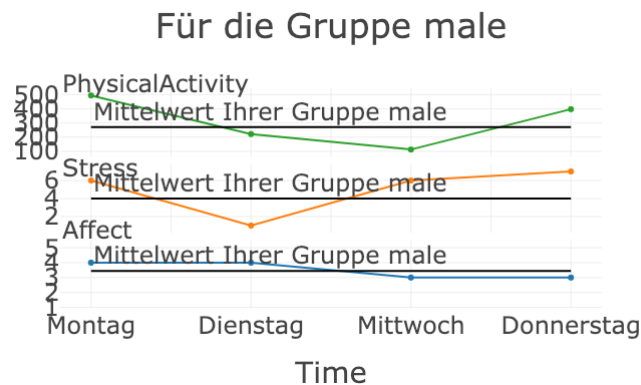 Für die Gruppe male
PhysicalActivity
500
400
300
200
100
Mittelwert Ihrer Gruppe male
Stress
6
4
2
Mittelwert Ihrer Gruppe male
Affect
5
4
3
2
1
Mittelwert Ihrer Gruppe male
Montag Dienstag Mittwoch Donnerstag
Time